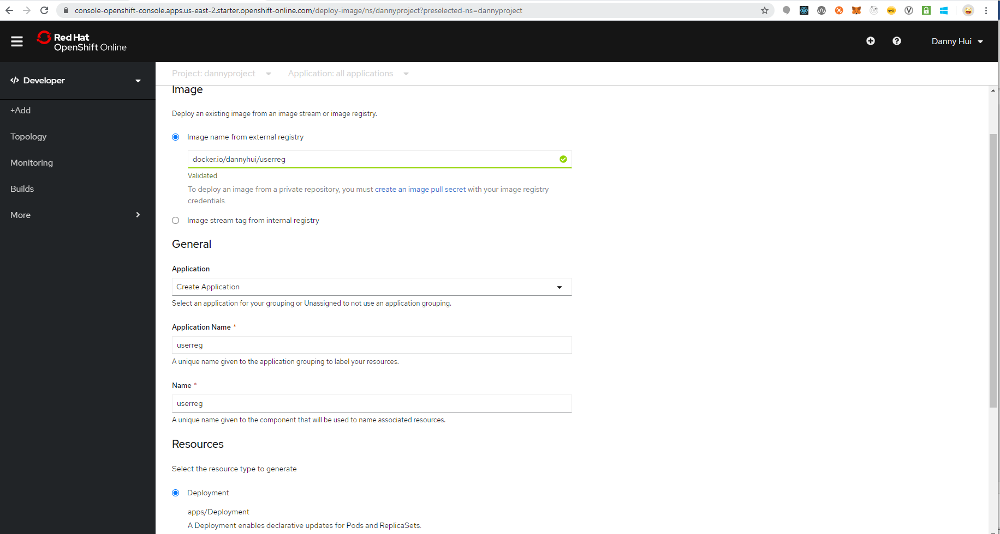 console-openshift-console.apps.us-east-2.starter.openshift-online.com/deploy-image/ns/dannyproject?preselected-ns=dannyproject
Red Hat
OpenShift Online
Danny Hui
Developer
Project: dannyproject
Application: all applications
+Add
Topology
Monitoring
Builds
More
Image
Deploy an existing image from an image stream or image registry.
Image name from external registry
docker.io/dannyhui/userreg
Validated
To deploy an image from a private repository, you must create an image pull secret with your image registry
credentials.
Image stream tag from internal registry
General
Application
Create Application
Select an application for your grouping or Unassigned to not use an application grouping.
Application Name *
userreg
A unique name given to the application grouping to label your resources.
Name *
userreg
A unique name given to the component that will be used to name associated resources.
Resources
Select the resource type to generate
Deployment
apps/Deployment
A Deployment enables declarative updates for Pods and ReplicaSets.